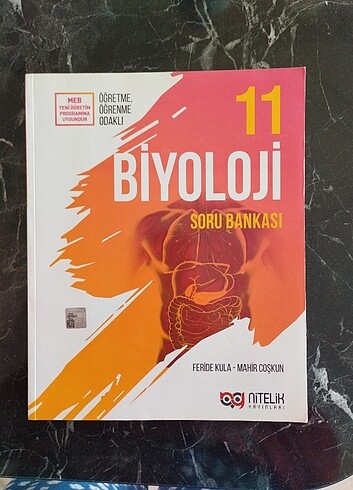 MEB
YENİ ÖĞRETİM
PROGRAMINA
UYGUNDUR
ÖĞRETME,
ÖĞRENME
ODAKLI
11
BİYOLOJİ
SORU BANKASI
FERİDE KULA - MAHİR COŞKUN
NİTELİK
YAYINLARI